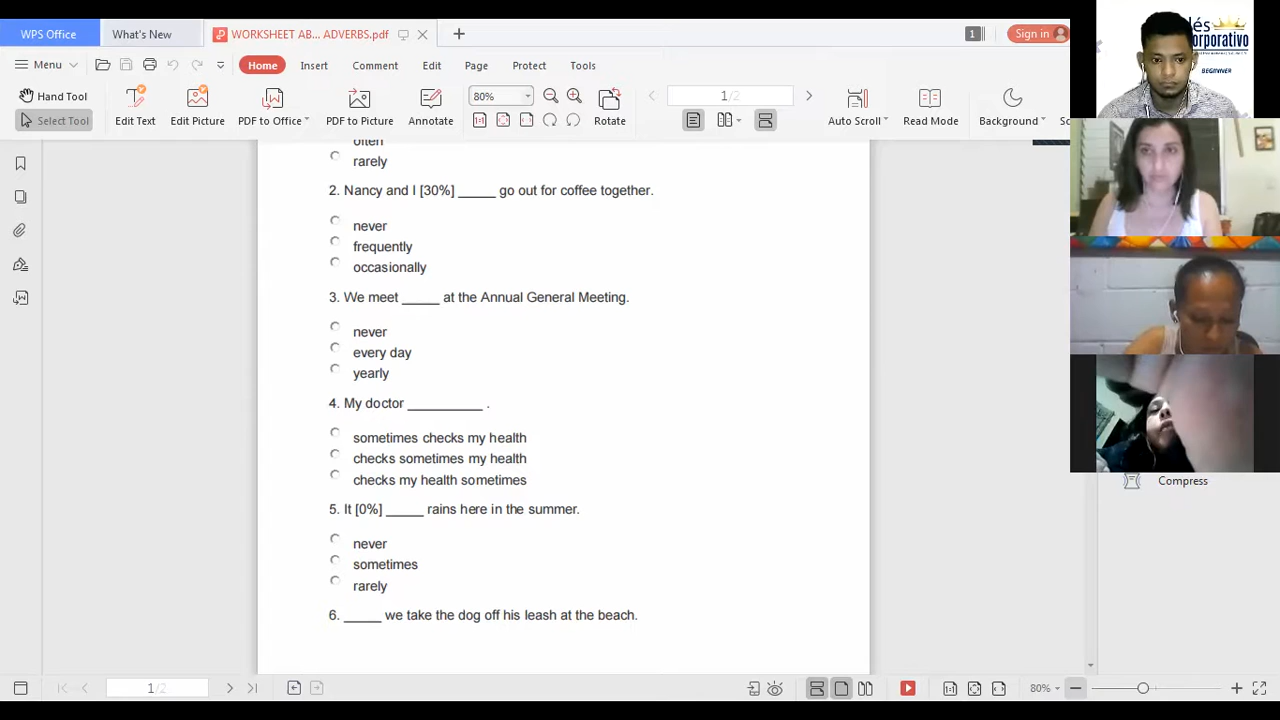 WPS Office What's New WORKSHEET AB... ADVERBS.pdf 1 Sign in
Menu Home Insert Comment Edit Page Protect Tools
Hand Tool
Select Tool
Edit Text Edit Picture PDF to Office PDF to Picture Annotate 80% Rotate 1/2 Auto Scroll Read Mode Background
often
rarely
2. Nancy and I [30%] _____ go out for coffee together.
never
frequently
occasionally
3. We meet _____ at the Annual General Meeting.
never
every day
yearly
4. My doctor __________ .
sometimes checks my health
checks sometimes my health
checks my health sometimes
5. It [0%] _____ rains here in the summer.
never
sometimes
rarely
6. _____ we take the dog off his leash at the beach.
1/2 80%
Compress
BEGINNER